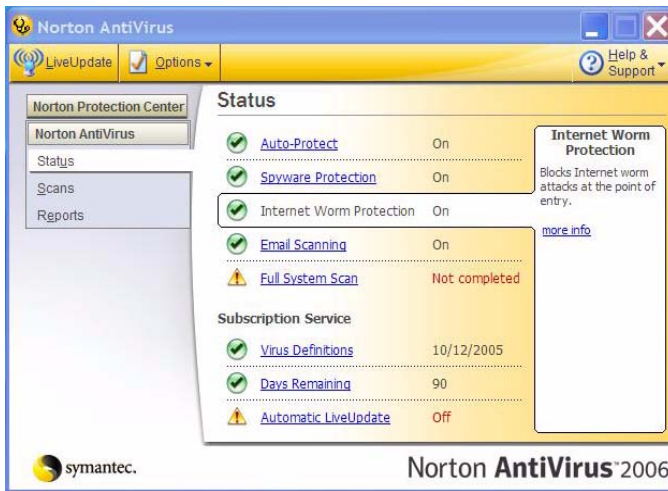 Norton AntiVirus
LiveUpdate Options Help & Support
Norton Protection Center
Norton AntiVirus
Status
Scans
Reports
Status
Auto-Protect On
Spyware Protection On
Internet Worm Protection On
Email Scanning On
Full System Scan Not completed
Subscription Service
Virus Definitions 10/12/2005
Days Remaining 90
Automatic LiveUpdate Off
Internet Worm
Protection
Blocks Internet worm
attacks at the point of
entry.
more info
symantec.
Norton AntiVirus™2006